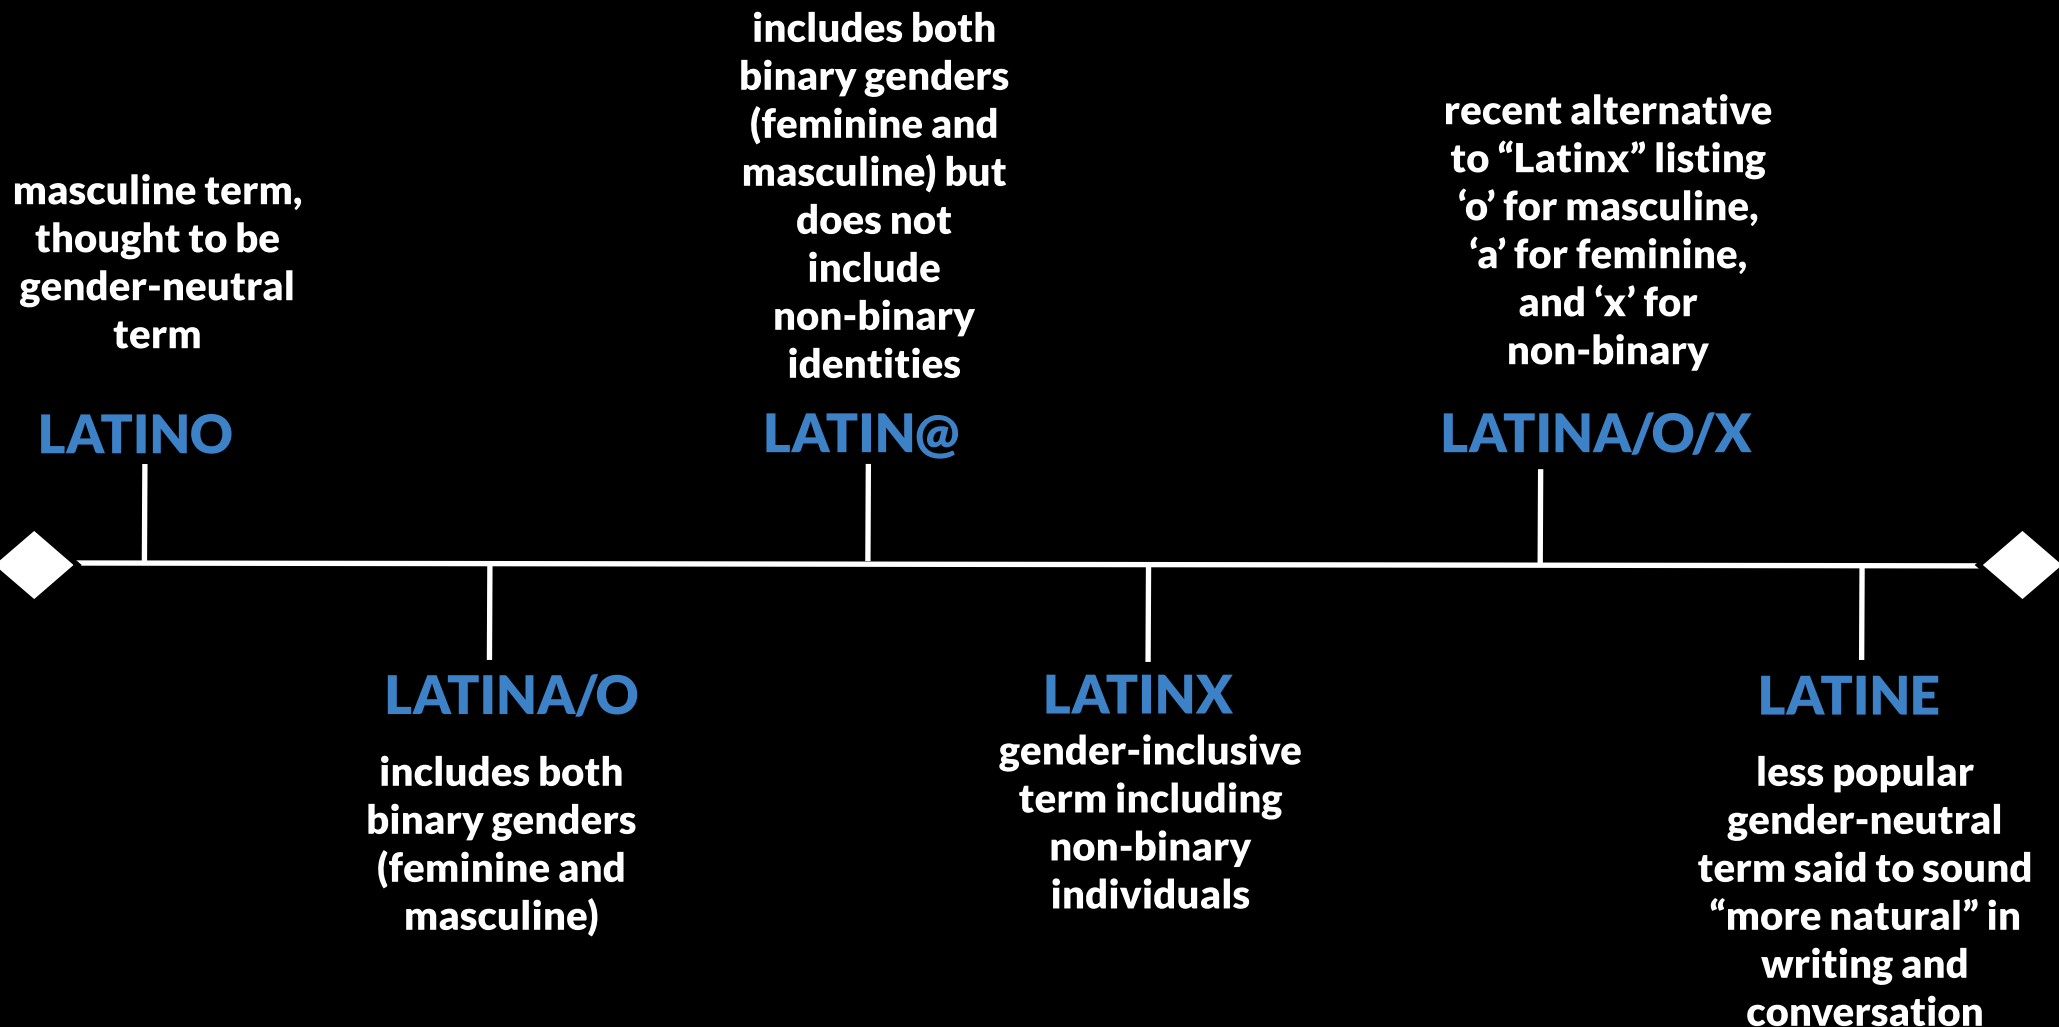 masculine term,
thought to be
gender-neutral
term
LATINO
LATINA/O
includes both
binary genders
(feminine and
masculine)
includes both
binary genders
(feminine and
masculine) but
does not
include
non-binary
identities
LATIN@
LATINX
gender-inclusive
term including
non-binary
individuals
recent alternative
to “Latinx” listing
‘o’ for masculine,
‘a’ for feminine,
and ‘x’ for
non-binary
LATINA/O/X
LATINE
less popular
gender-neutral
term said to sound
“more natural” in
writing and
conversation